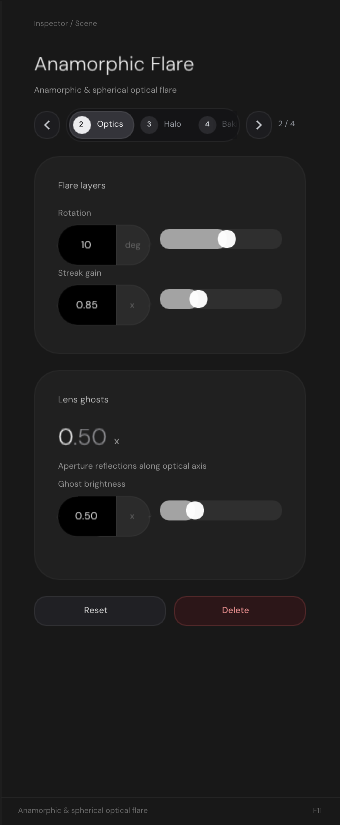 Inspector / Scene
Anamorphic Flare
Anamorphic & spherical optical flare
2 Optics 3 Halo 4 2 / 4
Flare layers
Rotation
10 deg
Streak gain
0.85 x
Lens ghosts
0.50 x
Aperture reflections along optical axis
Ghost brightness
0.50 x
Reset Delete
Anamorphic & spherical optical flare